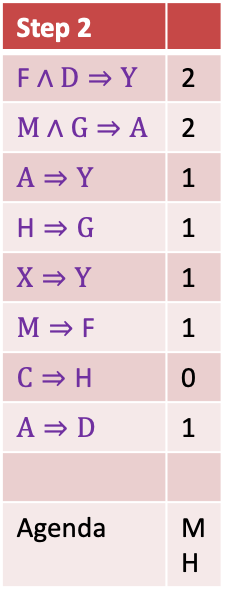 Step 2
F ∧ D ⇒ Y 2
M ∧ G ⇒ A 2
A ⇒ Y 1
H ⇒ G 1
X ⇒ Y 1
M ⇒ F 1
C ⇒ H 0
A ⇒ D 1
Agenda M
H